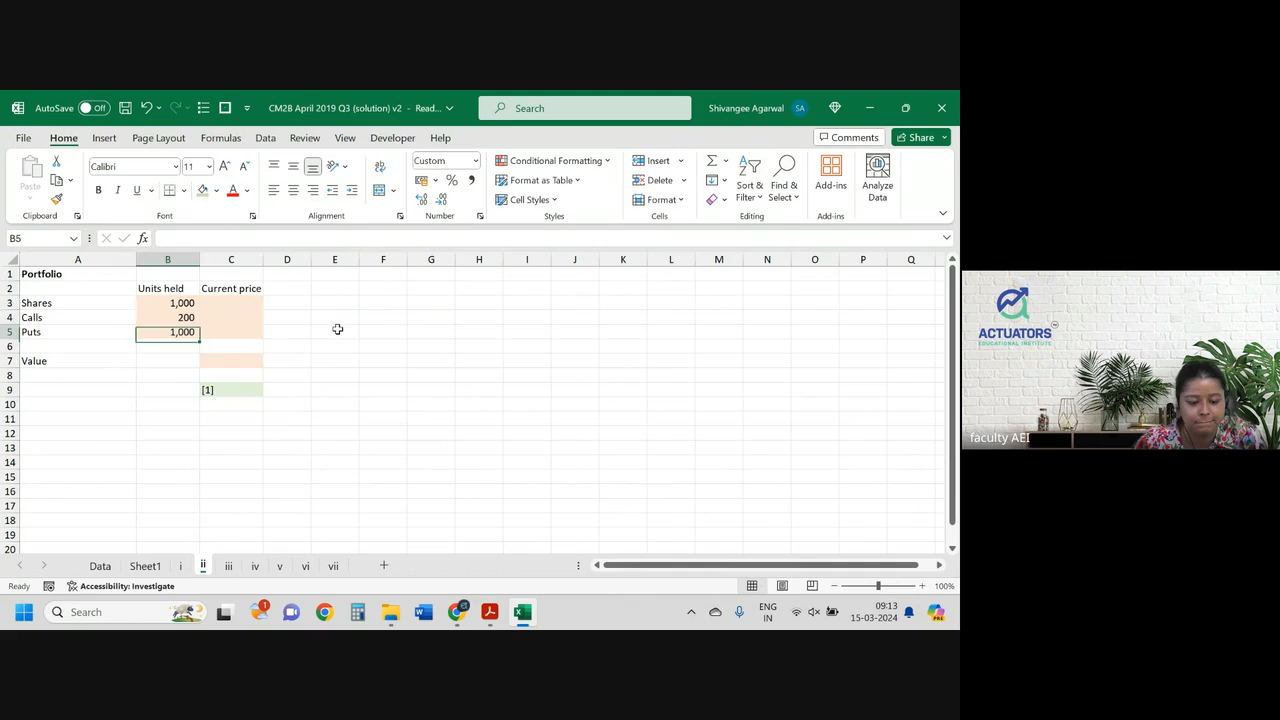 AutoSave Off CM2B April 2019 Q3 (solution) v2 - Read... Search Shivangee Agarwal SA
File Home Insert Page Layout Formulas Data Review View Developer Help Comments Share
Paste Calibri 11 A A B I U A Custom % Conditional Formatting Format as Table Cell Styles Insert Delete Format Sort & Filter Find & Select Add-ins Analyze Data
Clipboard Font Alignment Number Styles Cells Editing Add-ins
B5 fx
A B C D E F G H I J K L M N O P Q
1 Portfolio
2 Units held Current price
3 Shares 1,000
4 Calls 200
5 Puts 1,000
6
7 Value
8
9 [1]
10
11
12
13
14
15
16
17
18
19
20
Data Sheet1 i ii iii iv v vi vii
Ready Accessibility: Investigate 100%
Search 1 ENG IN 09:13 15-03-2024 PRE
ACTUATORS
EDUCATIONAL INSTITUTE
faculty AEI